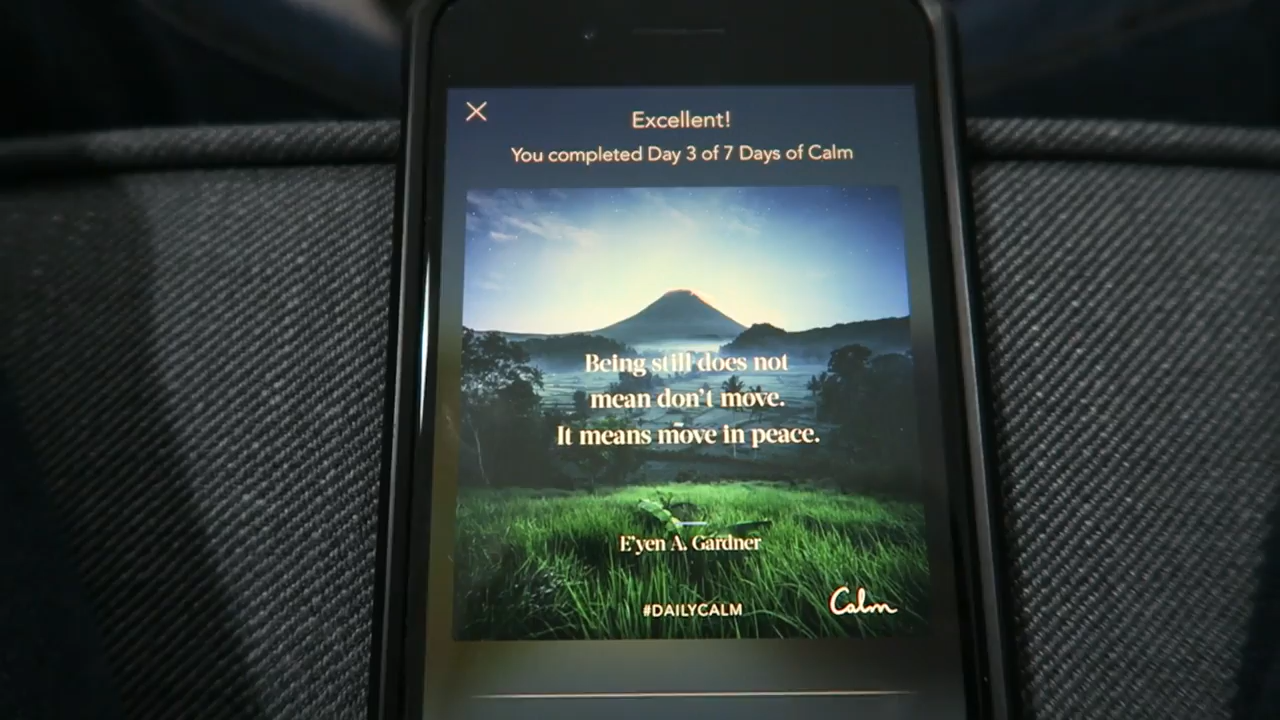 Excellent!
You completed Day 3 of 7 Days of Calm
Being still does not
mean don't move.
It means move in peace.
E'yen A. Gardner
#DAILYCALM
Calm